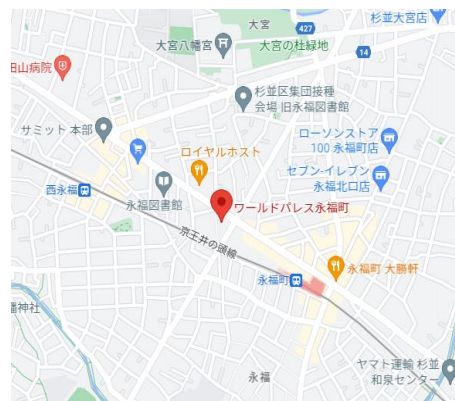 大宮
杉並大宮店
427
大宮八幡宮
大宮の杜緑地
14
田山病院
杉並区集団接種
会場 旧永福図書館
サミット 本部
ローソンストア
100 永福町店
ロイヤルホスト
セブン-イレブン
永福北口店
西永福
永福図書館
ワールドパレス永福町
京王井の頭線
永福町 大勝軒
永福町
幡神社
ヤマト運輸 杉並
和泉センター
永福